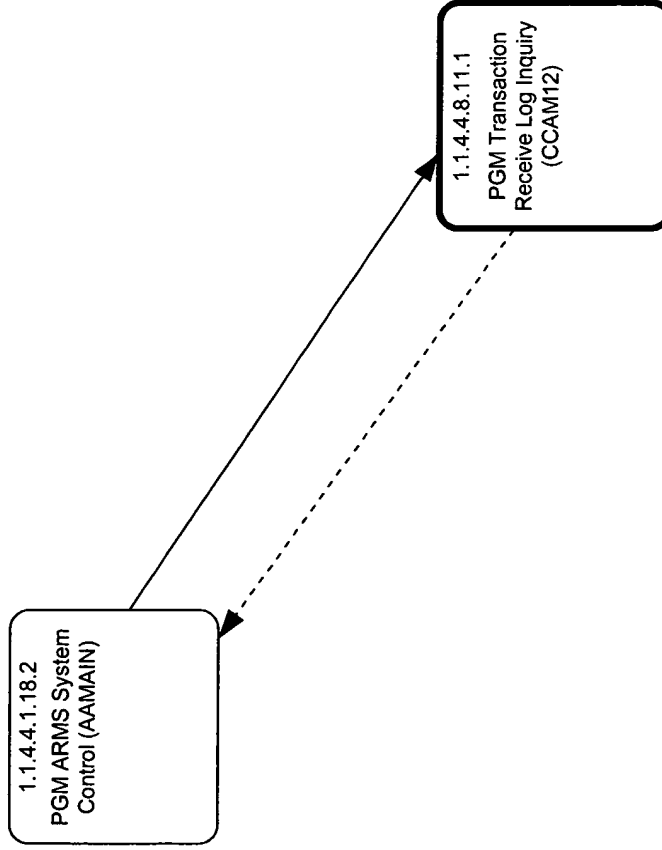 1.1.4.4.1.18.2
PGM ARMS System
Control (AAMAIN)
1.1.4.4.8.11.1
PGM Transaction
Receive Log Inquiry
(CCAM12)